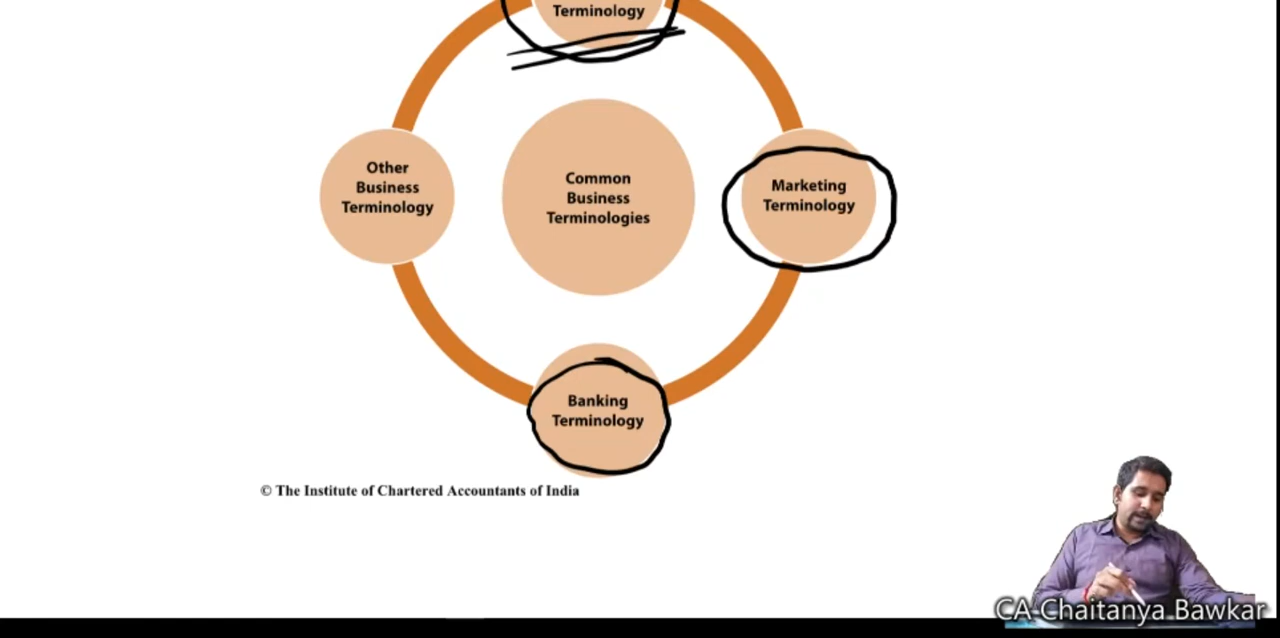 Terminology
Other
Business
Terminology
Common
Business
Terminologies
Marketing
Terminology
Banking
Terminology
© The Institute of Chartered Accountants of India
CA Chaitanya Bawkar